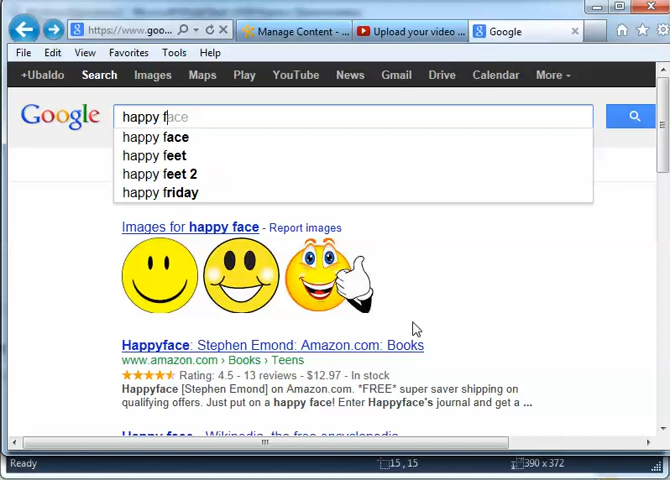 https://www.goo...
Manage Content - ...
Upload your video ...
Google
File Edit View Favorites Tools Help
+Ubaldo Search Images Maps Play YouTube News Gmail Drive Calendar More
Google
happy face
happy face
happy feet
happy feet 2
happy friday
Images for happy face - Report images
Happyface: Stephen Emond: Amazon.com: Books
www.amazon.com › Books › Teens
Rating: 4.5 - 13 reviews - $12.97 - In stock
Happyface [Stephen Emond] on Amazon.com. *FREE* super saver shipping on
qualifying offers. Just put on a happy face! Enter Happyface's journal and get a ...
Happy face - Wikipedia, the free encyclopedia
Ready
15, 15
390 x 372